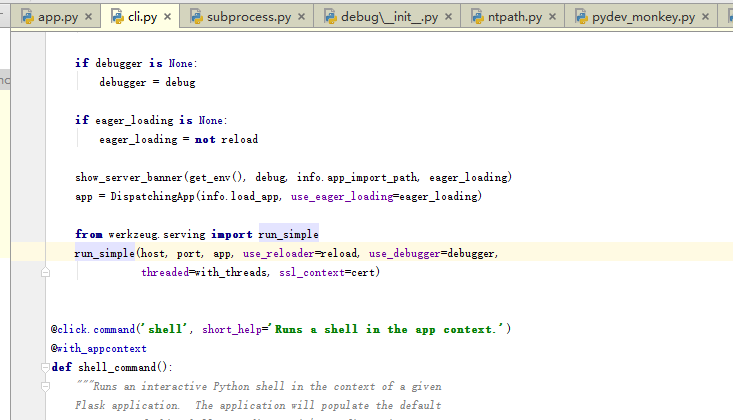 app.py cli.py subprocess.py debug\__init__.py ntpath.py pydev_monkey.py
if debugger is None:
debugger = debug
if eager_loading is None:
eager_loading = not reload
show_server_banner(get_env(), debug, info.app_import_path, eager_loading)
app = DispatchingApp(info.load_app, use_eager_loading=eager_loading)
from werkzeug.serving import run_simple
run_simple(host, port, app, use_reloader=reload, use_debugger=debugger,
threaded=with_threads, ssl_context=cert)
@click.command('shell', short_help='Runs a shell in the app context.')
@with_appcontext
def shell_command():
"""Runs an interactive Python shell in the context of a given
Flask application.  The application will populate the default